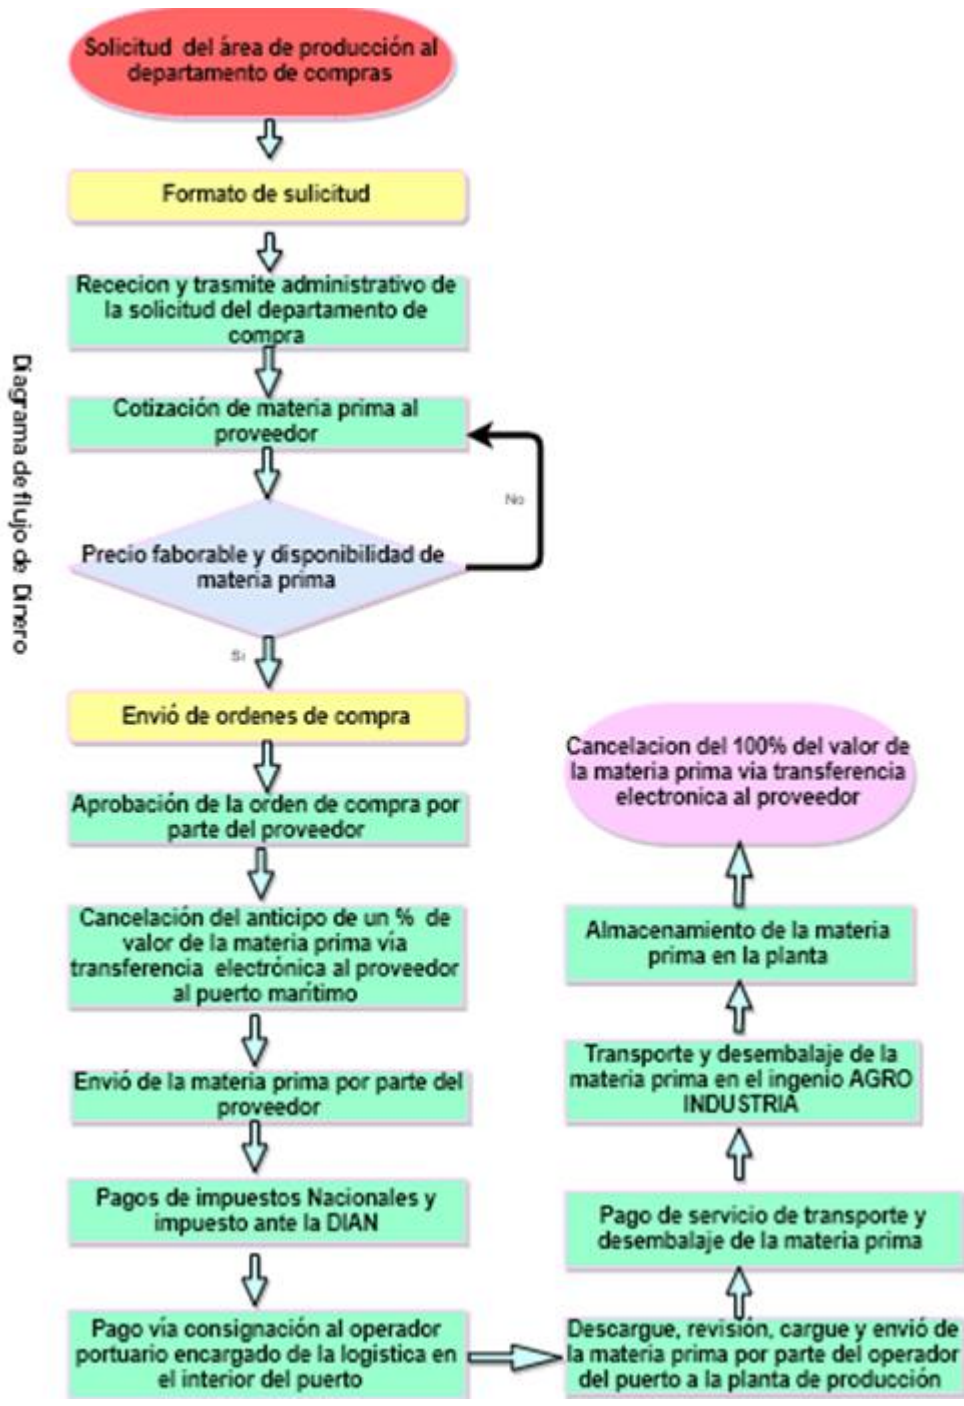 Solicitud del área de producción al
departamento de compras
Formato de sulicitud
Rececion y trasmite administrativo de
la solicitud del departamento de
compra
Cotización de materia prima al
proveedor
No
Precio faborable y disponibilidad de
materia prima
Si
Envió de ordenes de compra
Aprobación de la orden de compra por
parte del proveedor
Cancelación del anticipo de un % de
valor de la materia prima vía
transferencia electrónica al proveedor
al puerto marítimo
Envió de la materia prima por parte del
proveedor
Pagos de impuestos Nacionales y
impuesto ante la DIAN
Pago vía consignación al operador
portuario encargado de la logistica en
el interior del puerto
Descargue, revisión, cargue y envió de
la materia prima por parte del operador
del puerto a la planta de producción
Pago de servicio de transporte y
desembalaje de la materia prima
Transporte y desembalaje de la
materia prima en el ingenio AGRO
INDUSTRIA
Almacenamiento de la materia
prima en la planta
Cancelacion del 100% del valor de
la materia prima via transferencia
electronica al proveedor
Diagrama de flujo de Dinero